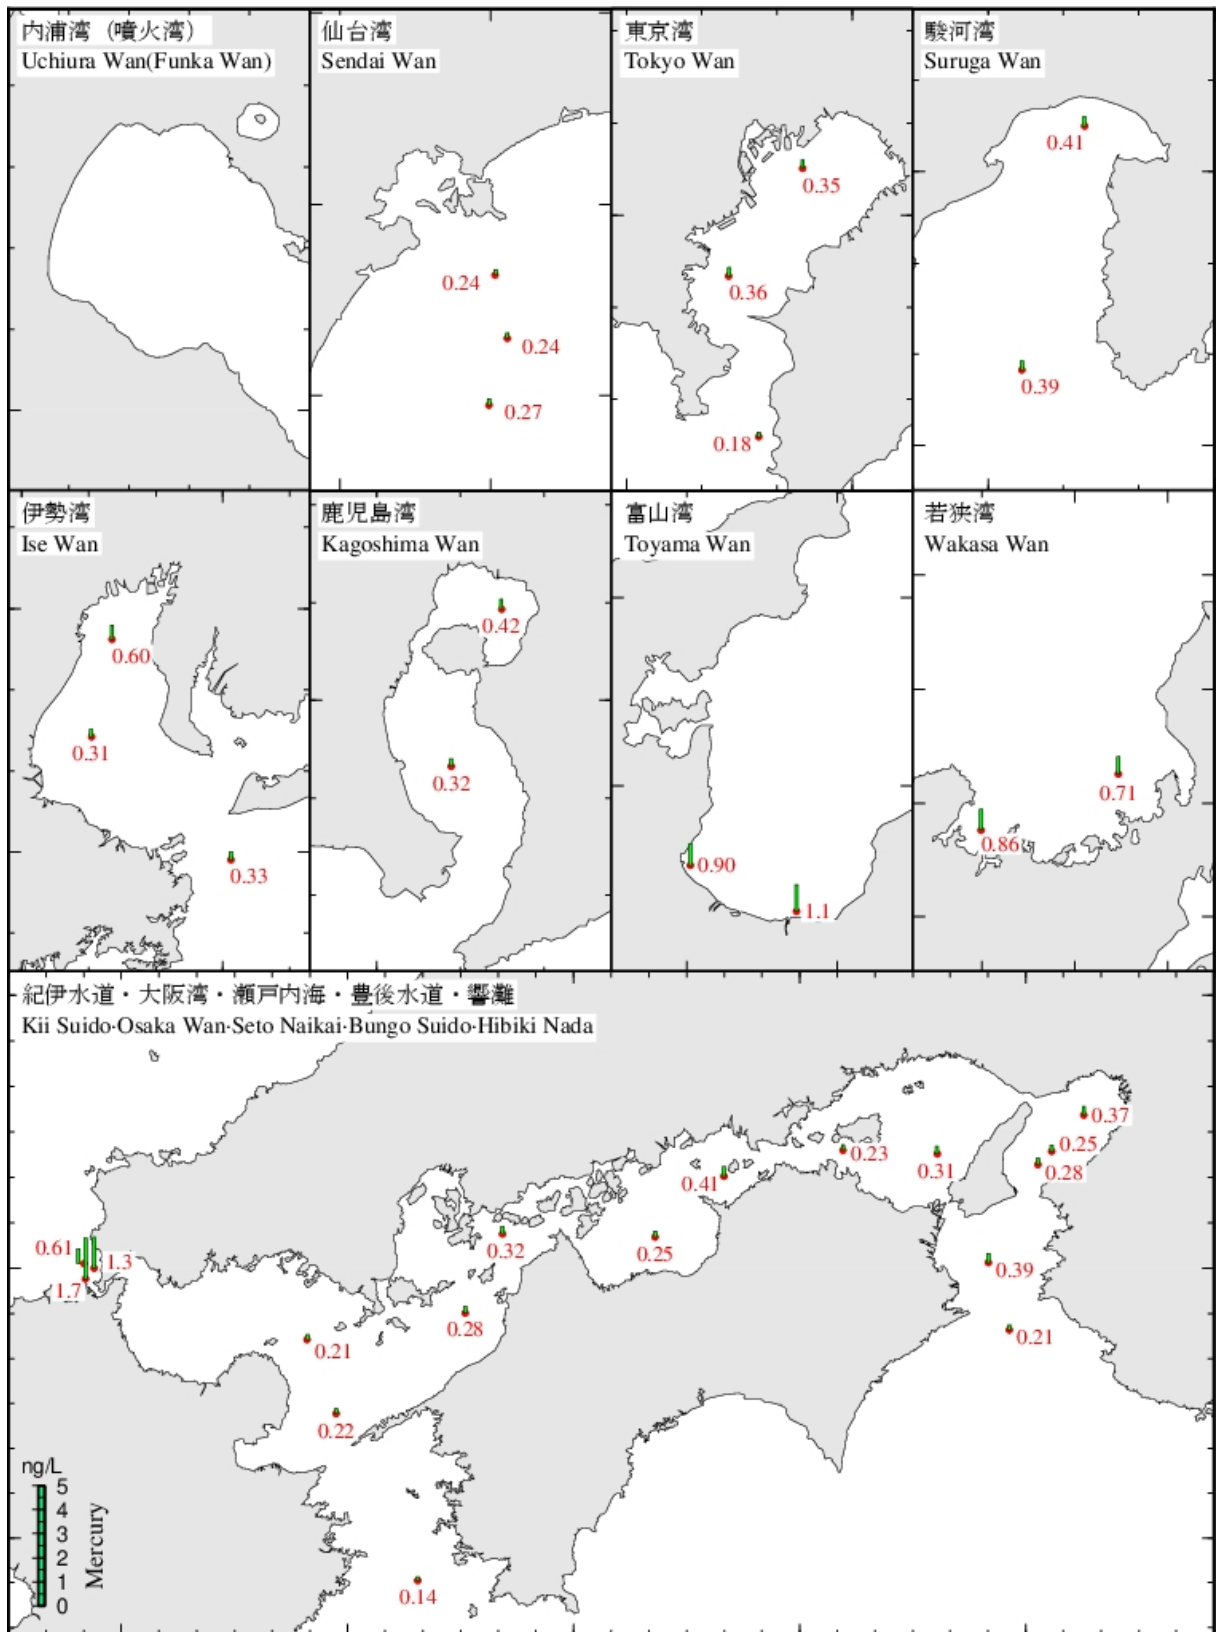 内浦湾（噴火湾）
Uchiura Wan(Funka Wan)
仙台湾
Sendai Wan
0.24
0.24
0.27
東京湾
Tokyo Wan
0.35
0.36
0.18
駿河湾
Suruga Wan
0.41
0.39
伊勢湾
Ise Wan
0.60
0.31
0.33
鹿児島湾
Kagoshima Wan
0.42
0.32
富山湾
Toyama Wan
0.90
1.1
若狭湾
Wakasa Wan
0.71
0.86
紀伊水道・大阪湾・瀬戸内海・豊後水道・響灘
Kii Suido·Osaka Wan·Seto Naikai·Bungo Suido·Hibiki Nada
0.37
0.25
0.23
0.31
0.28
0.41
0.61
1.3
0.32
0.25
0.39
1.7
0.28
0.21
0.21
0.22
0.14
ng/L
5
4
3
2
1
0
Mercury